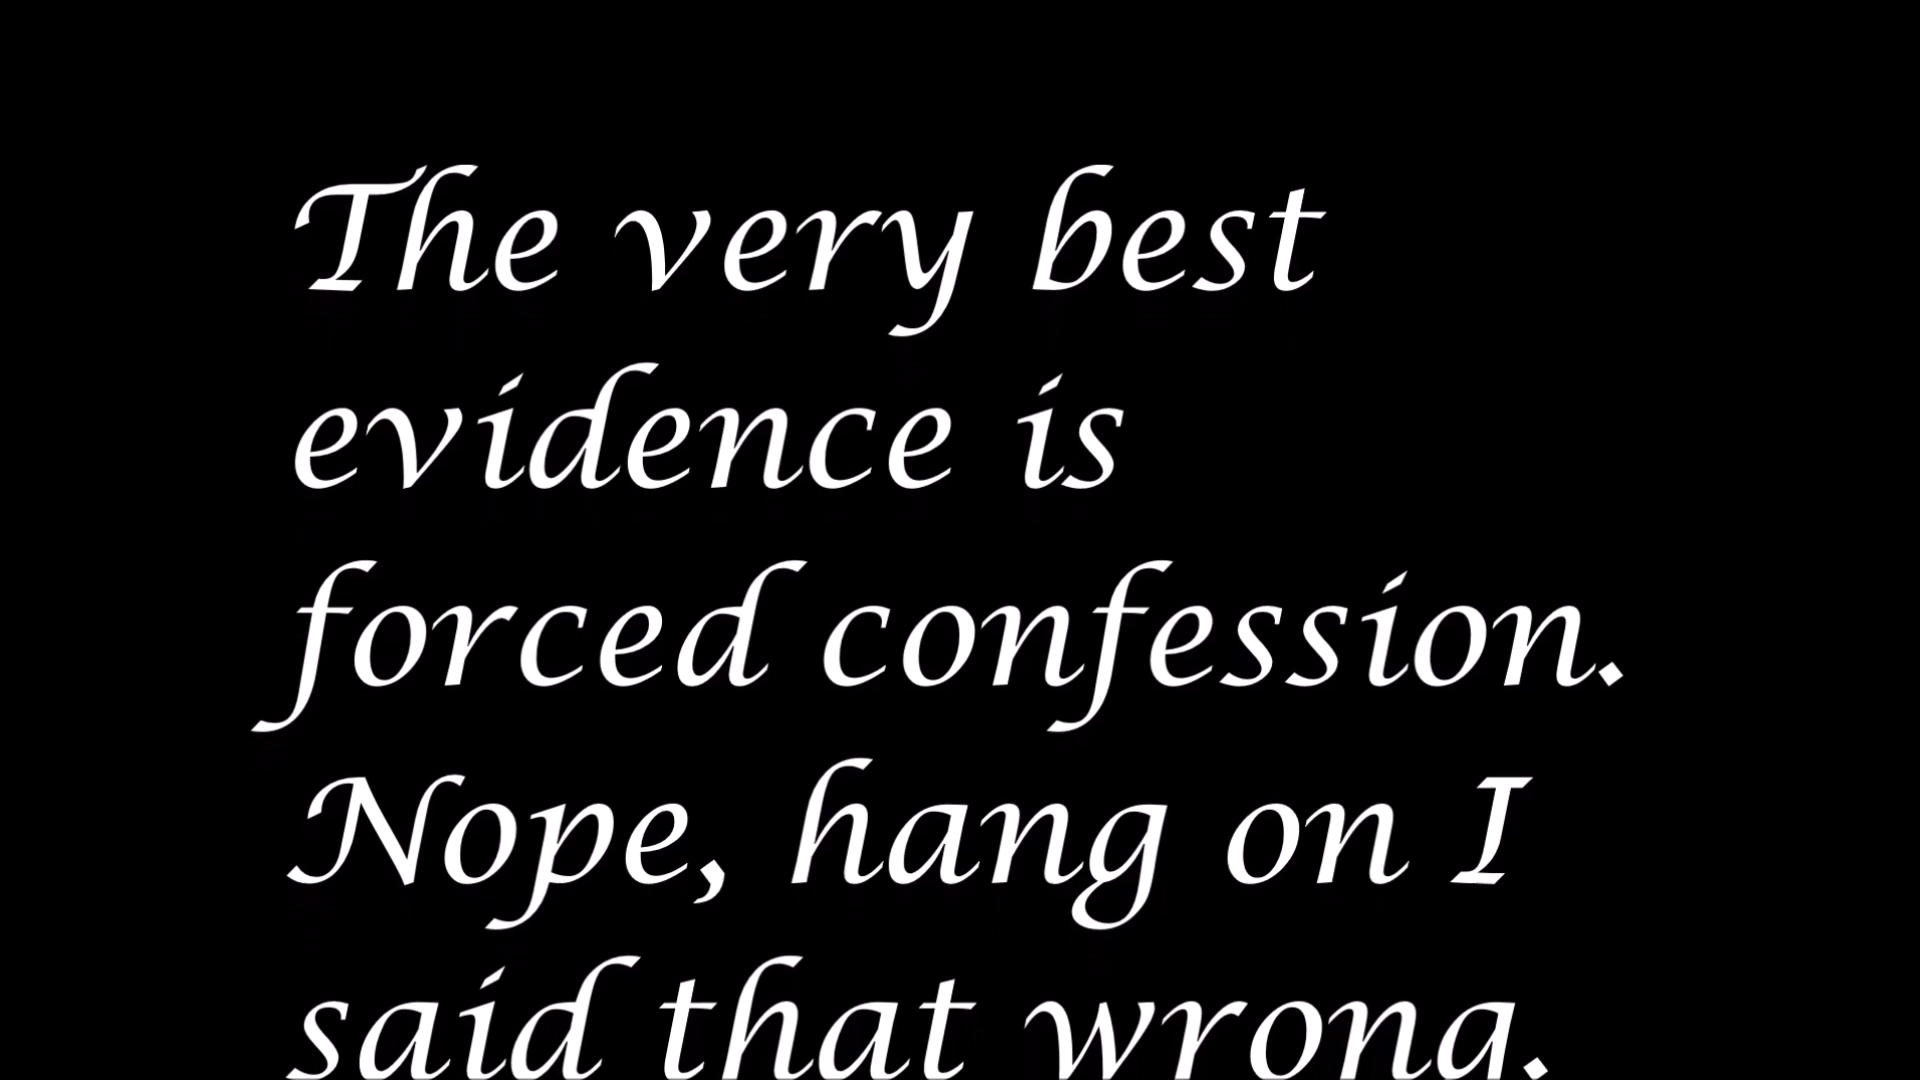 The very best
evidence is
forced confession.
Nope, hang on I
said that wrong.